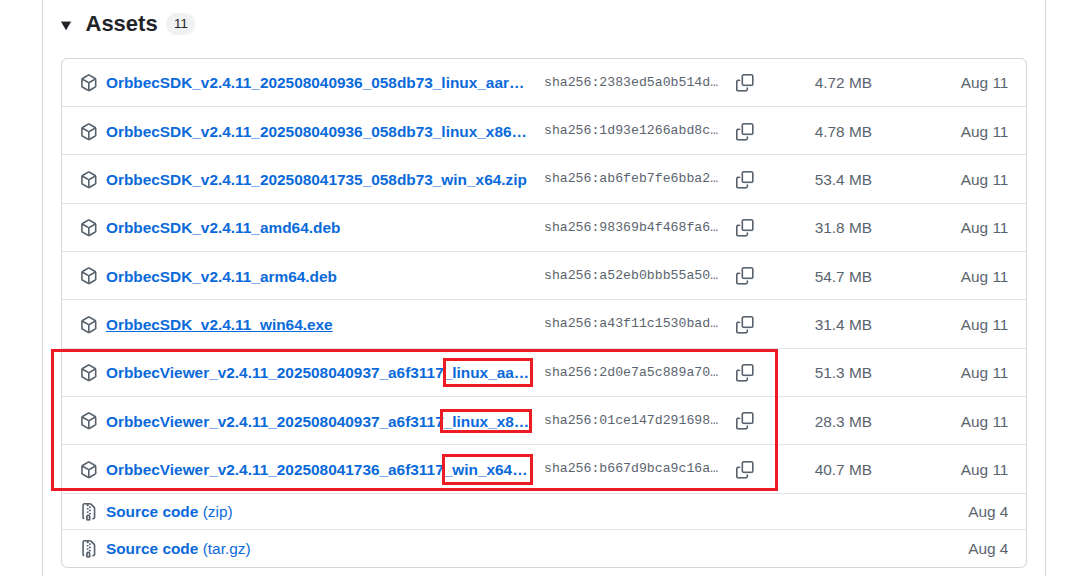 Assets 11
OrbbecSDK_v2.4.11_202508040936_058db73_linux_aar… sha256:2383ed5a0b514d… 4.72 MB Aug 11
OrbbecSDK_v2.4.11_202508040936_058db73_linux_x86… sha256:1d93e1266abd8c… 4.78 MB Aug 11
OrbbecSDK_v2.4.11_202508041735_058db73_win_x64.zip sha256:ab6feb7fe6bba2… 53.4 MB Aug 11
OrbbecSDK_v2.4.11_amd64.deb sha256:98369b4f468fa6… 31.8 MB Aug 11
OrbbecSDK_v2.4.11_arm64.deb sha256:a52eb0bbb55a50… 54.7 MB Aug 11
OrbbecSDK_v2.4.11_win64.exe sha256:a43f11c1530bad… 31.4 MB Aug 11
OrbbecViewer_v2.4.11_202508040937_a6f3117_linux_aa… sha256:2d0e7a5c889a70… 51.3 MB Aug 11
OrbbecViewer_v2.4.11_202508040937_a6f3117_linux_x8… sha256:01ce147d291698… 28.3 MB Aug 11
OrbbecViewer_v2.4.11_202508041736_a6f3117_win_x64… sha256:b667d9bca9c16a… 40.7 MB Aug 11
Source code (zip) Aug 4
Source code (tar.gz) Aug 4